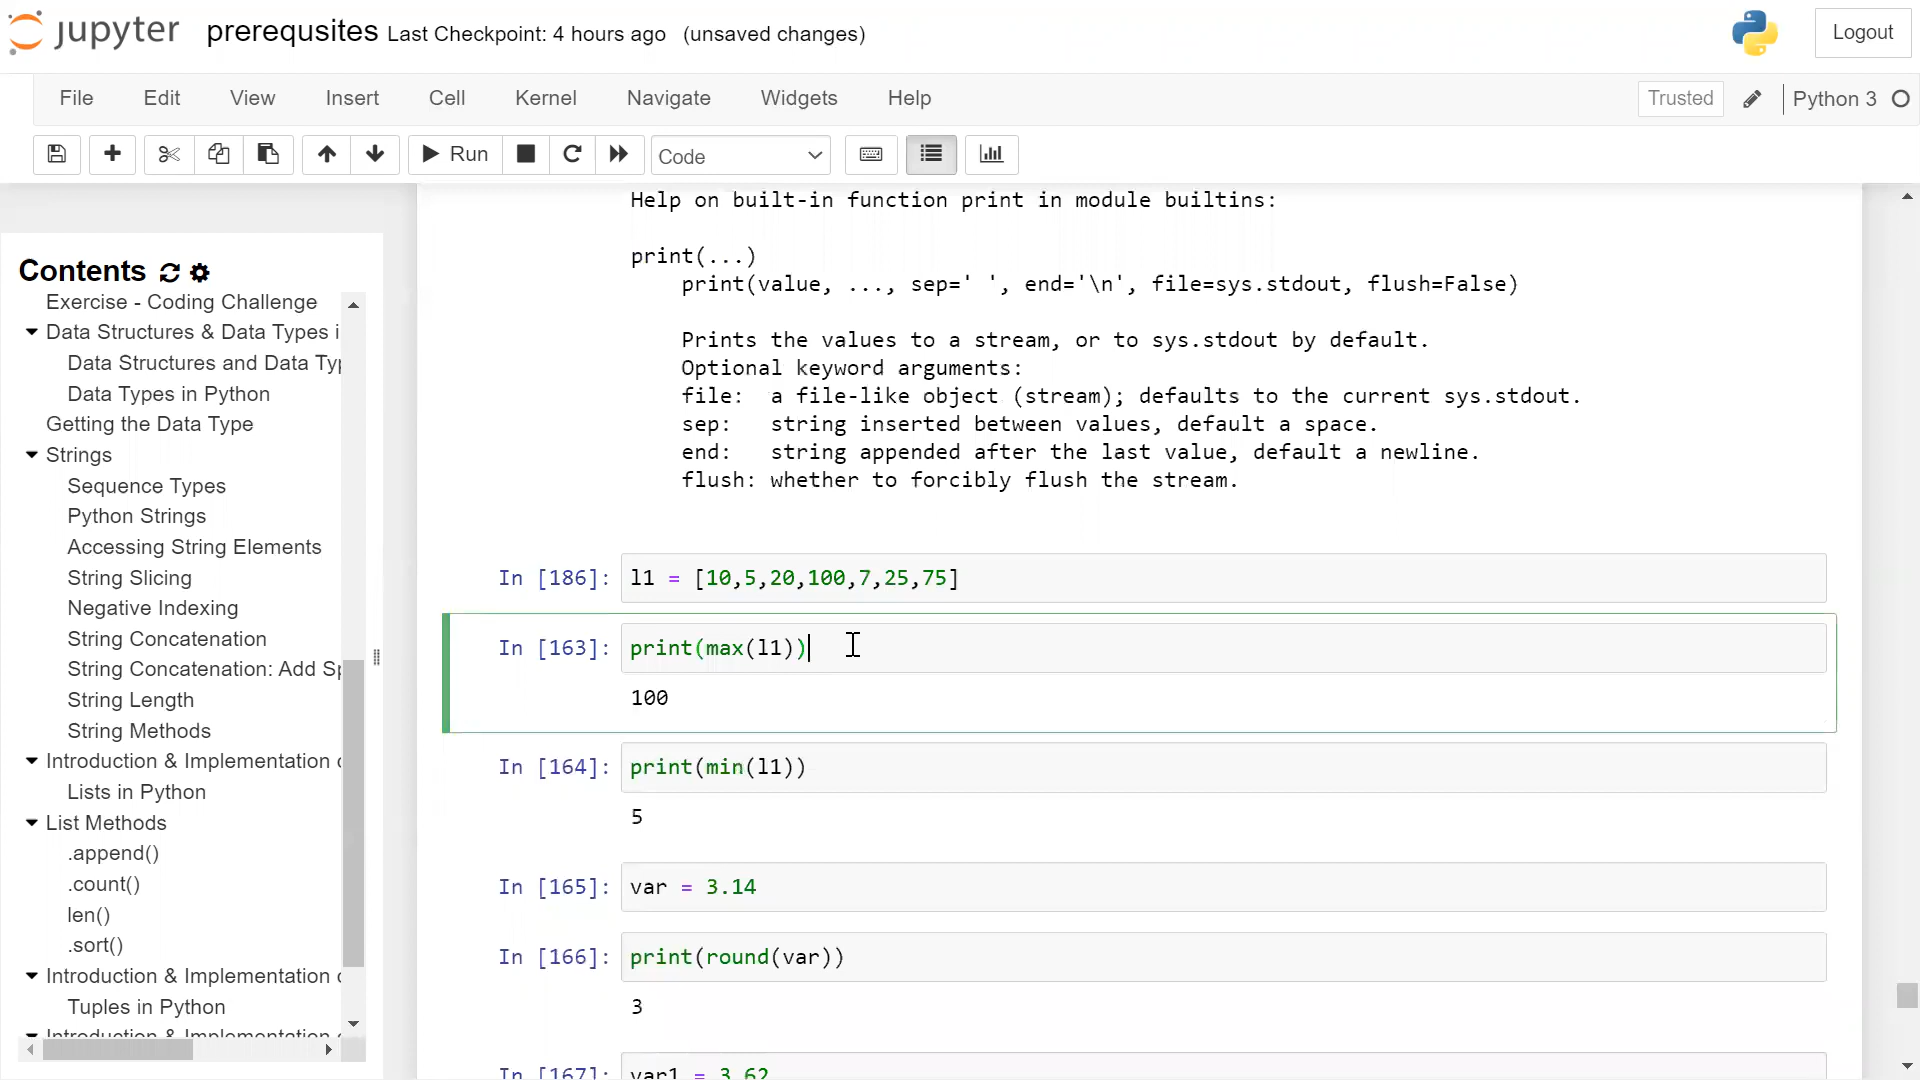 jupyter prerequsites Last Checkpoint: 4 hours ago (unsaved changes) Logout
File Edit View Insert Cell Kernel Navigate Widgets Help Trusted Python 3
Run Code
Contents
Exercise - Coding Challenge
Data Structures & Data Types i
Data Structures and Data Typ
Data Types in Python
Getting the Data Type
Strings
Sequence Types
Python Strings
Accessing String Elements
String Slicing
Negative Indexing
String Concatenation
String Concatenation: Add Sp
String Length
String Methods
Introduction & Implementation
Lists in Python
List Methods
.append()
.count()
len()
.sort()
Introduction & Implementation
Tuples in Python
Introduction & Implementation
Help on built-in function print in module builtins:
print(...)
print(value, ..., sep=' ', end='\n', file=sys.stdout, flush=False)
Prints the values to a stream, or to sys.stdout by default.
Optional keyword arguments:
file:  a file-like object (stream); defaults to the current sys.stdout.
sep:   string inserted between values, default a space.
end:   string appended after the last value, default a newline.
flush: whether to forcibly flush the stream.
In [186]: l1 = [10,5,20,100,7,25,75]
In [163]: print(max(l1))
100
In [164]: print(min(l1))
5
In [165]: var = 3.14
In [166]: print(round(var))
3
In [167]: var1 = 3.62